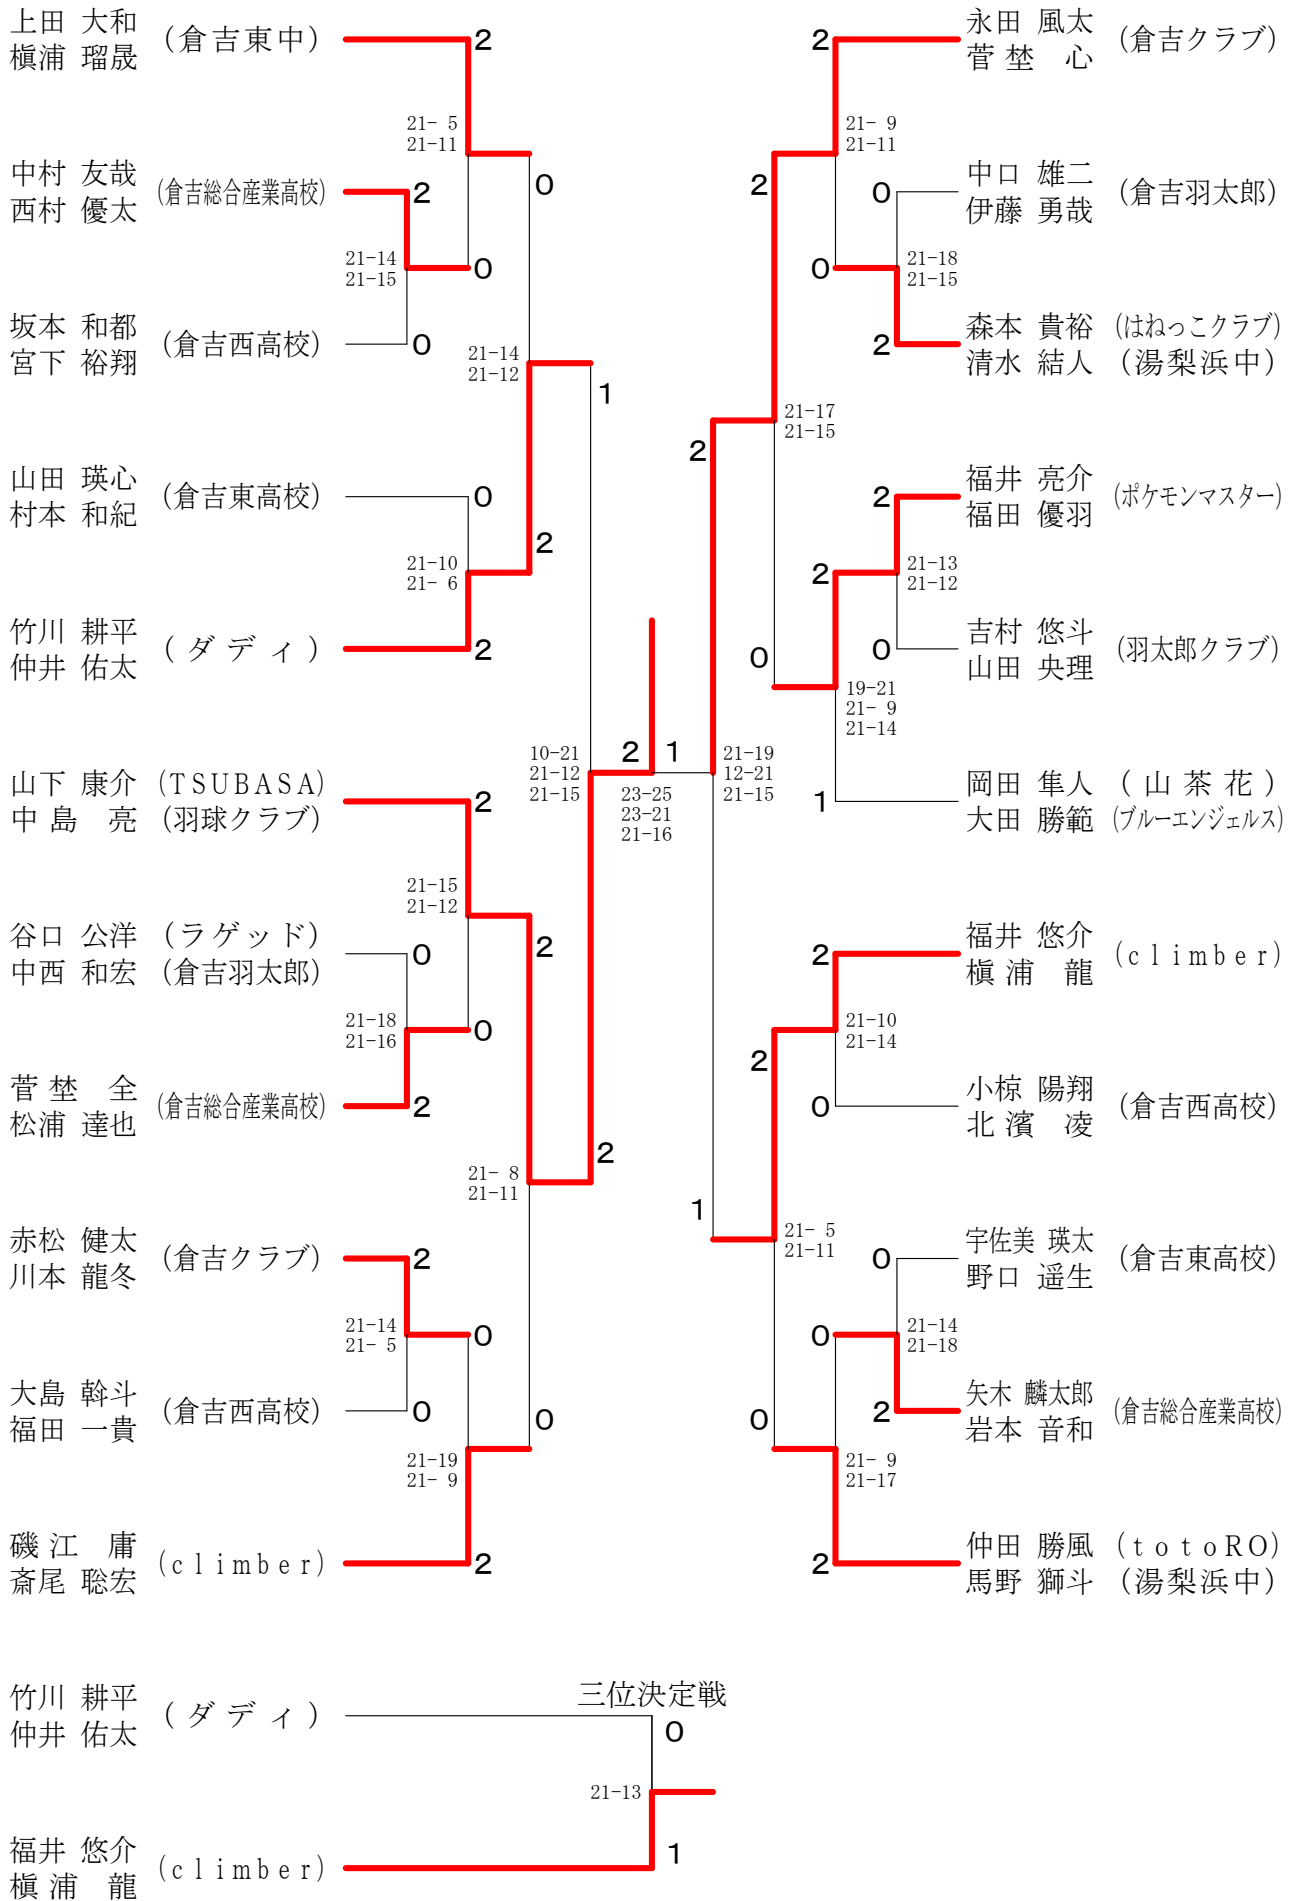 上田 大和
槇浦 瑠晟
(倉吉東中)
2
21- 5
21-11
0
中村 友哉
西村 優太
(倉吉総合産業高校)
2
21-14
21-15
0
坂本 和都
宮下 裕翔
(倉吉西高校)
0
21-14
21-12
1
山田 瑛心
村本 和紀
(倉吉東高校)
0
21-10
21- 6
2
竹川 耕平
仲井 佑太
(ダディ)
2
10-21
21-12
21-15
山下 康介 (TSUBASA)
中島 亮 (羽球クラブ)
2
21-15
21-12
2
谷口 公洋 (ラゲッド)
中西 和宏 (倉吉羽太郎)
0
21-18
21-16
0
菅埜 全
松浦 達也
(倉吉総合産業高校)
2
21- 8
21-11
2
赤松 健太
川本 龍冬
(倉吉クラブ)
2
21-14
21- 5
0
大島 幹斗
福田 一貴
(倉吉西高校)
0
21-19
21- 9
0
磯江 庸
斎尾 聡宏
(climber)
2
2 1
23-25
23-21
21-16
永田 風太
菅埜 心
(倉吉クラブ)
2
21- 9
21-11
2
中口 雄二
伊藤 勇哉
(倉吉羽太郎)
0
21-18
21-15
0
森本 貴裕 (はねっこクラブ)
清水 結人 (湯梨浜中)
2
21-17
21-15
2
福井 亮介
福田 優羽
(ポケモンマスター)
2
21-13
21-12
2
吉村 悠斗
山田 央理
(羽太郎クラブ)
0
0
19-21
21- 9
21-14
岡田 隼人 (山茶花)
大田 勝範 (ブルーエンジェルス)
1
21-19
12-21
21-15
福井 悠介
槇浦 龍
(climber)
2
21-10
21-14
2
小椋 陽翔
北濱 凌
(倉吉西高校)
0
1
21- 5
21-11
宇佐美 瑛太
野口 遥生
(倉吉東高校)
0
21-14
21-18
0
矢木 麟太郎
岩本 音和
(倉吉総合産業高校)
2
0
21- 9
21-17
仲田 勝風 (totoRO)
馬野 獅斗 (湯梨浜中)
2
三位決定戦
竹川 耕平
仲井 佑太
(ダディ)
0
21-13
福井 悠介
槇浦 龍
(climber)
1